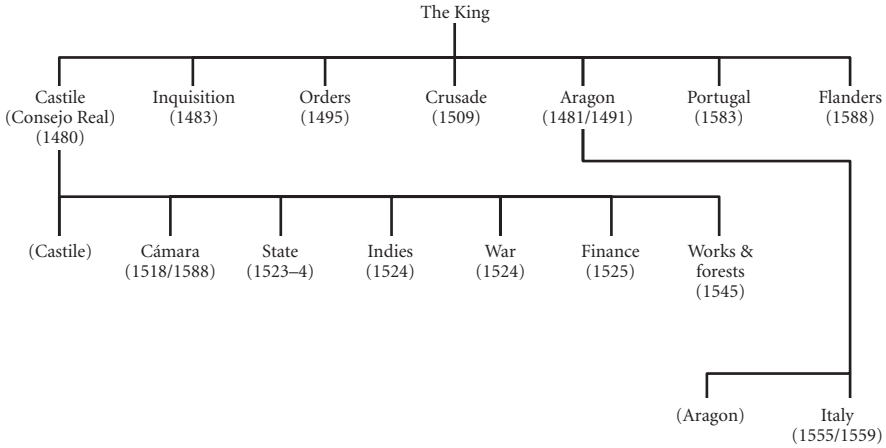 The King
Castile
(Consejo Real)
(1480)
Inquisition
(1483)
Orders
(1495)
Crusade
(1509)
Aragon
(1481/1491)
Portugal
(1583)
Flanders
(1588)
(Castile)
Cámara
(1518/1588)
State
(1523–4)
Indies
(1524)
War
(1524)
Finance
(1525)
Works &
forests
(1545)
(Aragon)
Italy
(1555/1559)